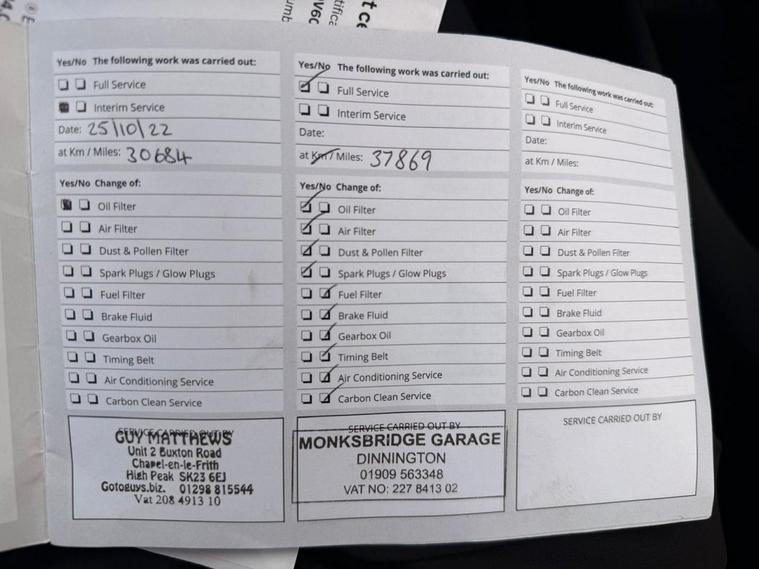 t ce
tifica
V6C
umb
Yes/No The following work was carried out:
Full Service
Interim Service
Date: 25/10/22
at Km / Miles: 30684
Yes/No Change of:
Oil Filter
Air Filter
Dust & Pollen Filter
Spark Plugs / Glow Plugs
Fuel Filter
Brake Fluid
Gearbox Oil
Timing Belt
Air Conditioning Service
Carbon Clean Service
SERVICE CARRIED OUT BY
GUY MATTHEWS
Unit 2 Buxton Road
Chapel-en-le-Frith
High Peak SK23 6EJ
Gotoguys.biz. 01298 815544
Vat 208 4913 10
Yes/No The following work was carried out:
Full Service
Interim Service
Date:
at Km / Miles: 37869
Yes/No Change of:
Oil Filter
Air Filter
Dust & Pollen Filter
Spark Plugs / Glow Plugs
Fuel Filter
Brake Fluid
Gearbox Oil
Timing Belt
Air Conditioning Service
Carbon Clean Service
SERVICE CARRIED OUT BY
MONKSBRIDGE GARAGE
DINNINGTON
01909 563348
VAT NO: 227 8413 02
Yes/No The following work was carried out:
Full Service
Interim Service
Date:
at Km / Miles:
Yes/No Change of:
Oil Filter
Air Filter
Dust & Pollen Filter
Spark Plugs / Glow Plugs
Fuel Filter
Brake Fluid
Gearbox Oil
Timing Belt
Air Conditioning Service
Carbon Clean Service
SERVICE CARRIED OUT BY